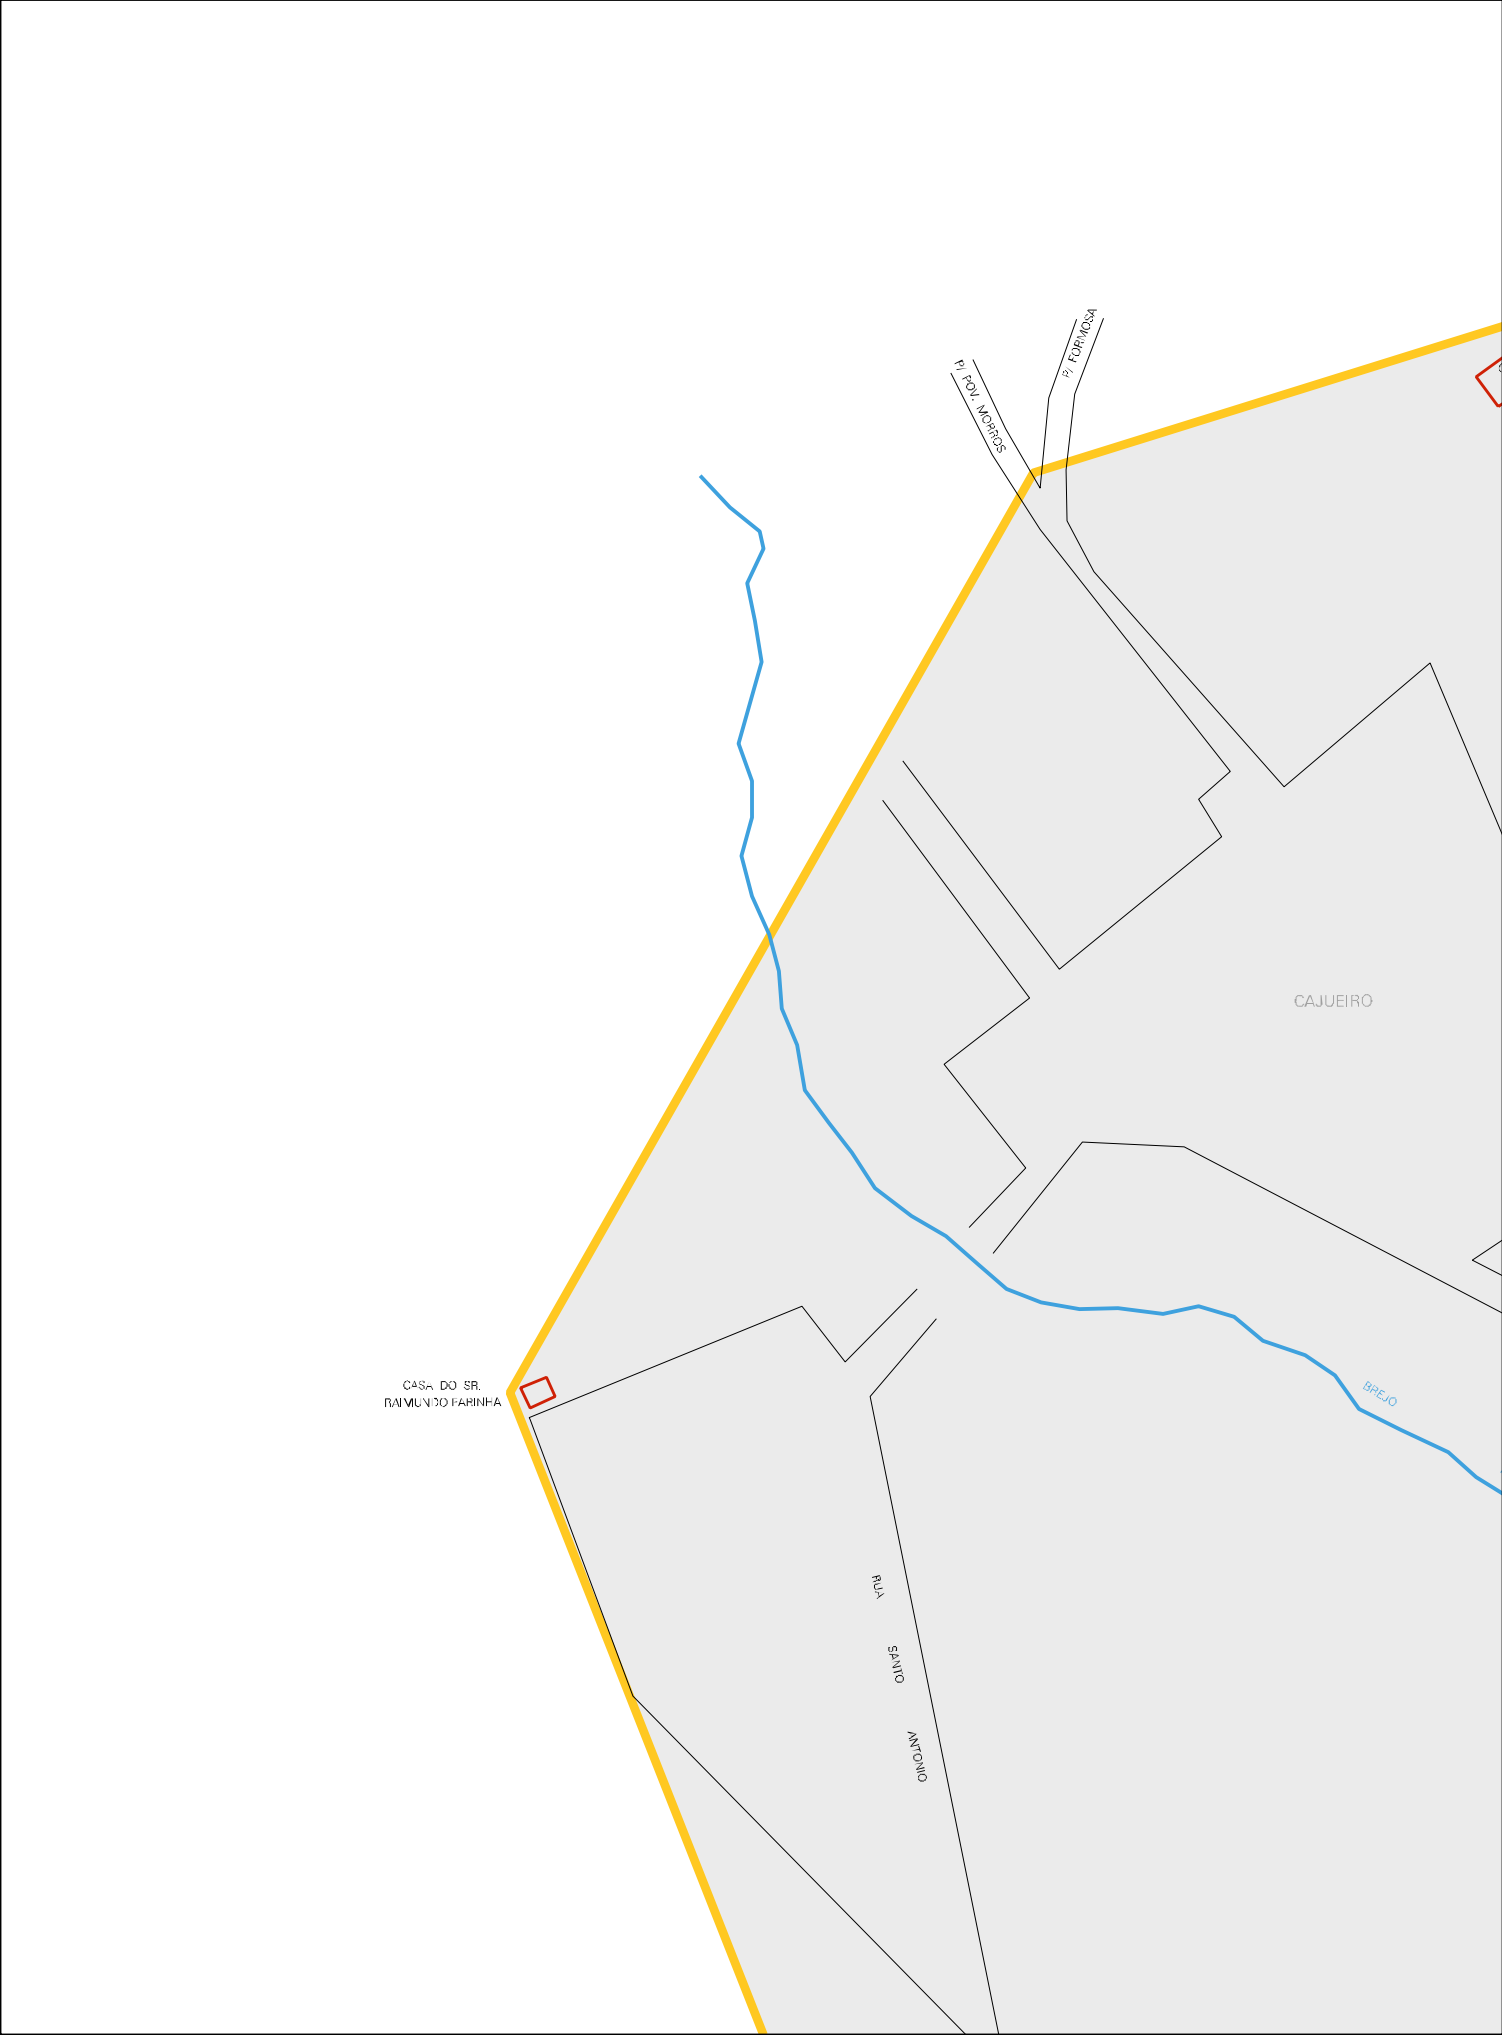 P/ FORMOSA
P/ POV. MORROS
CAJUEIRO
CASA DO SR.
RAIMUNDO FARINHA
BREJO
RUA SANTO ANTONIO